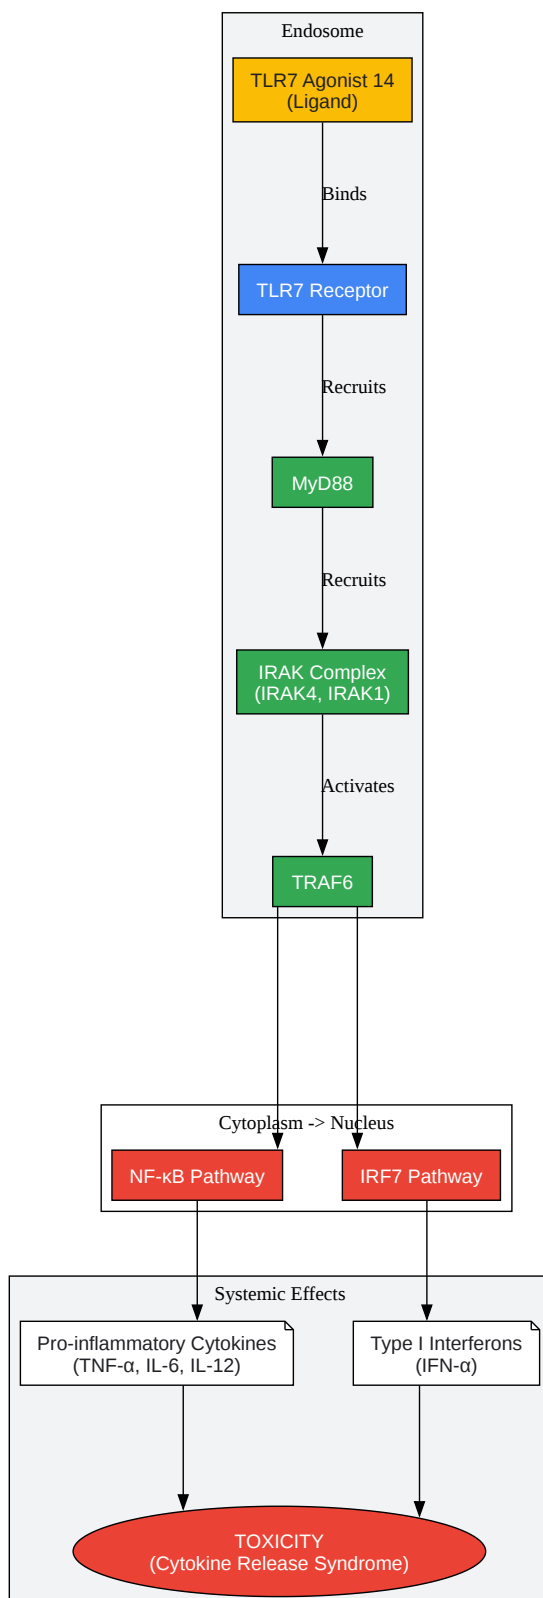 Endosome
TLR7 Agonist 14
(Ligand)
Binds
TLR7 Receptor
Recruits
MyD88
Recruits
IRAK Complex
(IRAK4, IRAK1)
Activates
TRAF6
Cytoplasm -> Nucleus
NF-κB Pathway
IRF7 Pathway
Systemic Effects
Pro-inflammatory Cytokines
(TNF-α, IL-6, IL-12)
Type I Interferons
(IFN-α)
TOXICITY
(Cytokine Release Syndrome)